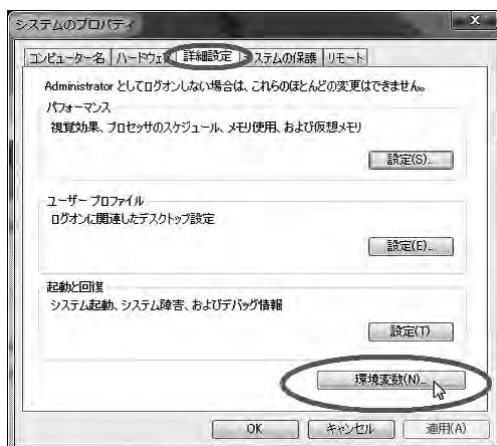 システムのプロパティ
コンピューター名 ハードウェア 詳細設定 システムの保護 リモート
Administrator としてログオンしない場合は、これらのほとんどの変更はできません。
パフォーマンス
視覚効果、プロセッサのスケジュール、メモリ使用、および仮想メモリ
設定(S)...
ユーザー プロファイル
ログオンに関連したデスクトップ設定
設定(E)...
起動と回復
システム起動、システム障害、およびデバッグ情報
設定(T)
環境変数(N)...
OK キャンセル 適用(A)